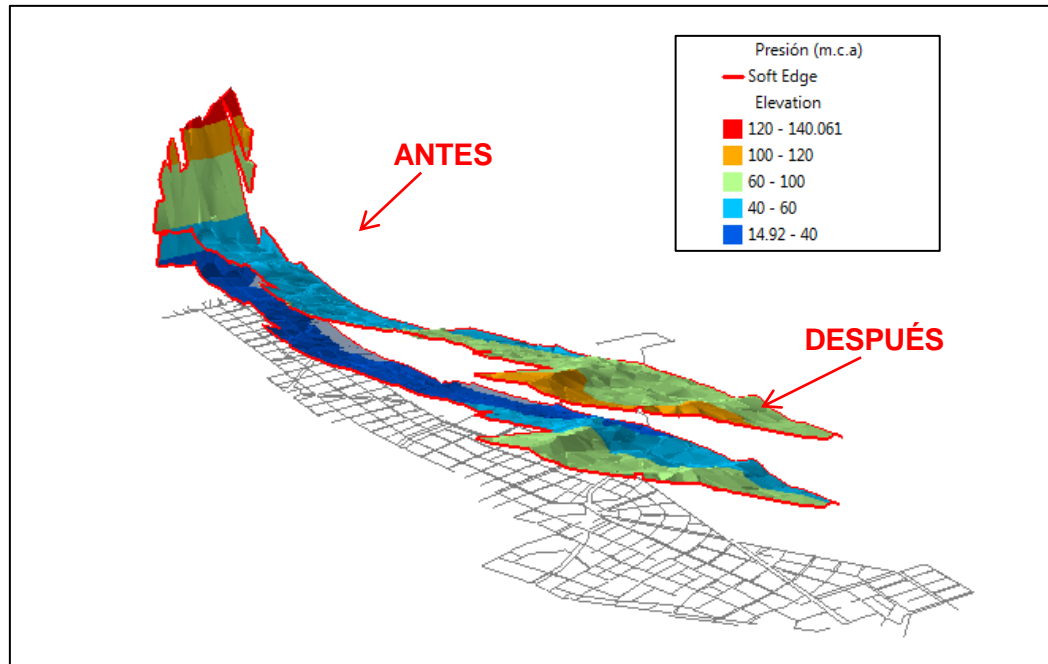 Presión (m.c.a)
Soft Edge
Elevation
120 - 140.061
100 - 120
60 - 100
40 - 60
14.92 - 40
ANTES
DESPUÉS